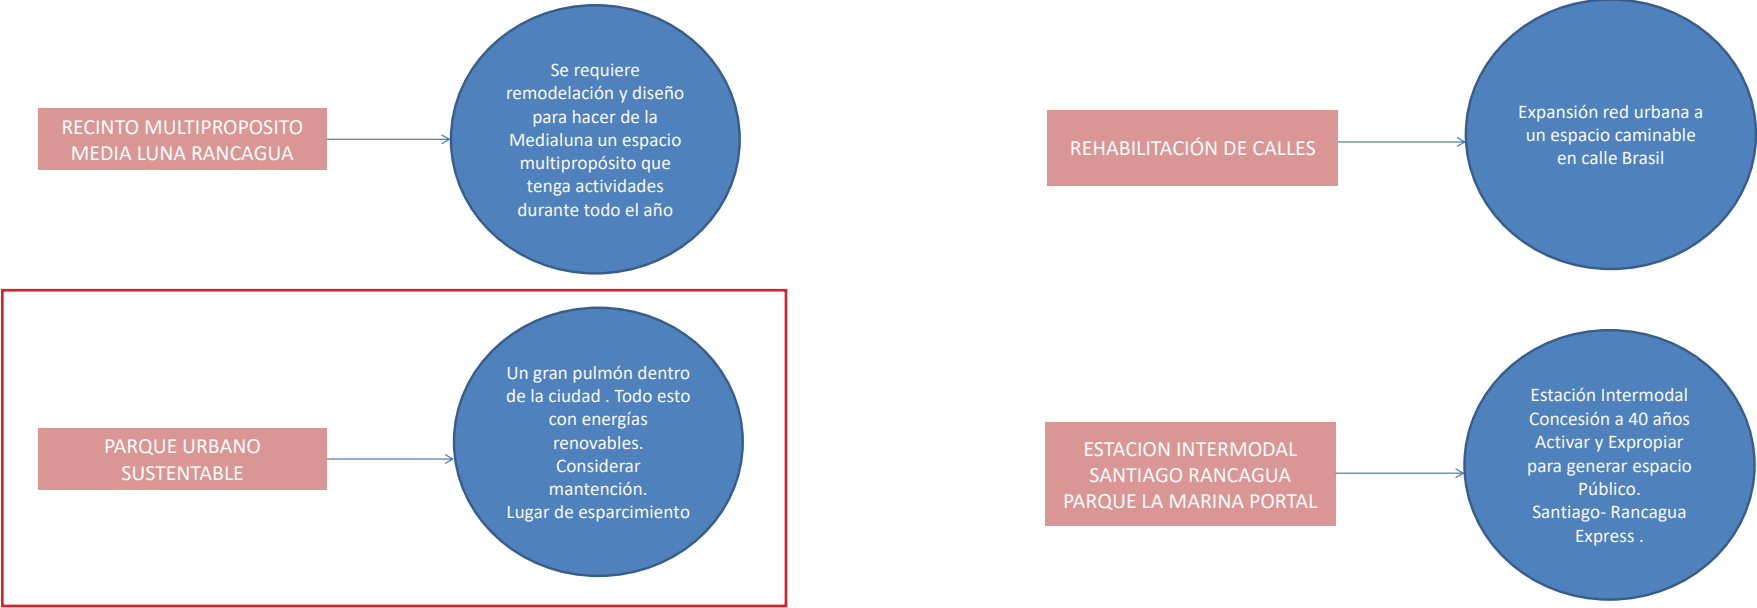 RECINTO MULTIPROPOSITO
MEDIA LUNA RANCAGUA
Se requiere
remodelación y diseño
para hacer de la
Medialuna un espacio
multipropósito que
tenga actividades
durante todo el año
REHABILITACIÓN DE CALLES
Expansión red urbana a
un espacio caminable
en calle Brasil
PARQUE URBANO
SUSTENTABLE
Un gran pulmón dentro
de la ciudad . Todo esto
con energías
renovables.
Considerar
mantención.
Lugar de esparcimiento
ESTACION INTERMODAL
SANTIAGO RANCAGUA
PARQUE LA MARINA PORTAL
Estación Intermodal
Concesión a 40 años
Activar y Expropiar
para generar espacio
Público.
Santiago- Rancagua
Express .